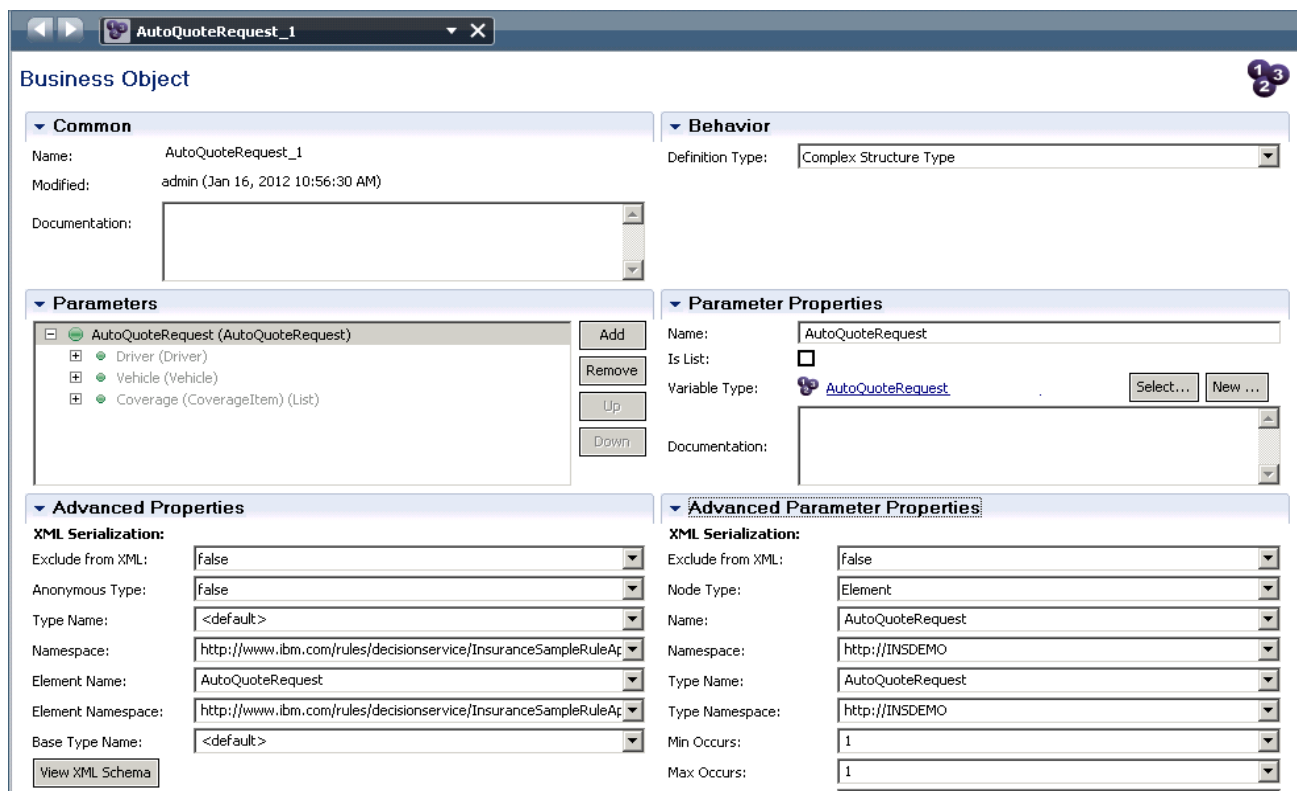 AutoQuoteRequest_1
Business Object
1 2 3
Common
Name: AutoQuoteRequest_1
Modified: admin (Jan 16, 2012 10:56:30 AM)
Documentation:
Behavior
Definition Type: Complex Structure Type
Parameters
AutoQuoteRequest (AutoQuoteRequest)
Driver (Driver)
Vehicle (Vehicle)
Coverage (CoverageItem) (List)
Add
Remove
Up
Down
Parameter Properties
Name: AutoQuoteRequest
Is List:
Variable Type: AutoQuoteRequest Select... New ...
Documentation:
Advanced Properties
XML Serialization:
Exclude from XML: false
Anonymous Type: false
Type Name: <default>
Namespace: http://www.ibm.com/rules/decisionservice/InsuranceSampleRuleAp
Element Name: AutoQuoteRequest
Element Namespace: http://www.ibm.com/rules/decisionservice/InsuranceSampleRuleAp
Base Type Name: <default>
View XML Schema
Advanced Parameter Properties
XML Serialization:
Exclude from XML: false
Node Type: Element
Name: AutoQuoteRequest
Namespace: http://INSDEMO
Type Name: AutoQuoteRequest
Type Namespace: http://INSDEMO
Min Occurs: 1
Max Occurs: 1